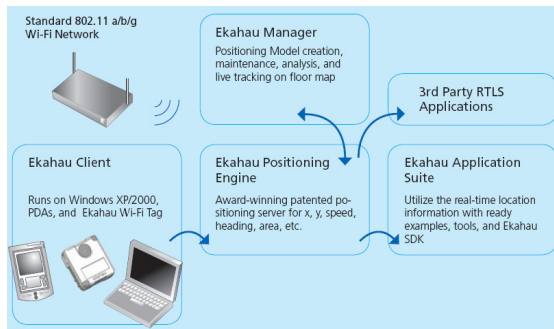 Standard 802.11 a/b/g
Wi-Fi Network
Ekahau Manager
Positioning Model creation,
maintenance, analysis, and
live tracking on floor map
3rd Party RTLS
Applications
Ekahau Client
Runs on Windows XP/2000,
PDAs, and Ekahau Wi-Fi Tag
Ekahau Positioning
Engine
Award-winning patented po-
sitioning server for x, y, speed,
heading, area, etc.
Ekahau Application
Suite
Utilize the real-time location
information with ready
examples, tools, and Ekahau
SDK